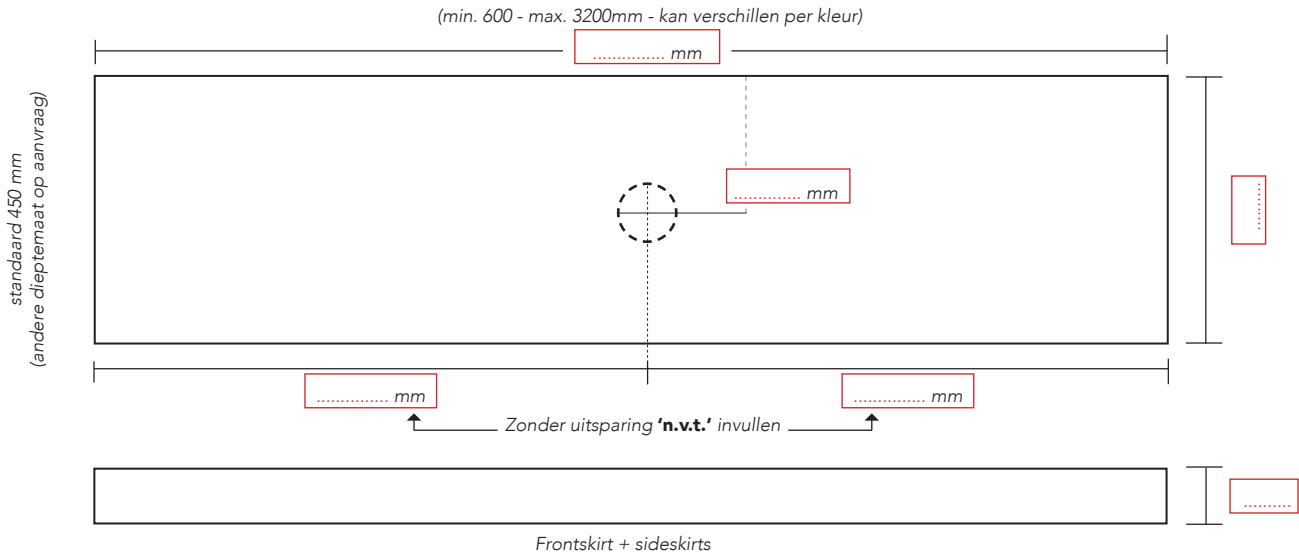 (min. 600 - max. 3200mm - kan verschillen per kleur)
............... mm
standaard 450 mm
(andere dieptemaat op aanvraag)
.............. mm
..........
............... mm
............... mm
Zonder uitsparing ‘n.v.t.’ invullen
..........
Frontskirt + sideskirts